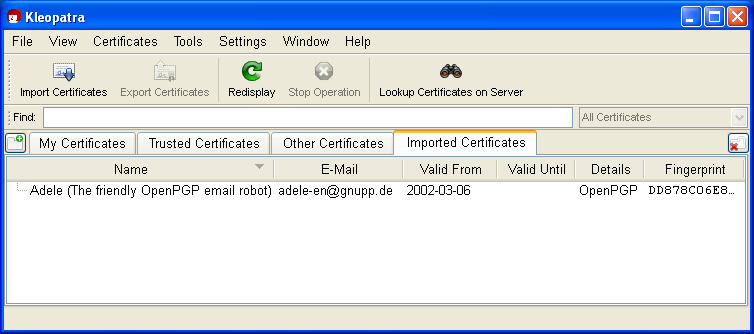 Kleopatra
File View Certificates Tools Settings Window Help
Import Certificates Export Certificates Redisplay Stop Operation Lookup Certificates on Server
Find: All Certificates
My Certificates Trusted Certificates Other Certificates Imported Certificates
Name E-Mail Valid From Valid Until Details Fingerprint
Adele (The friendly OpenPGP email robot) adele-en@gnupp.de 2002-03-06 OpenPGP DD878C06E8...